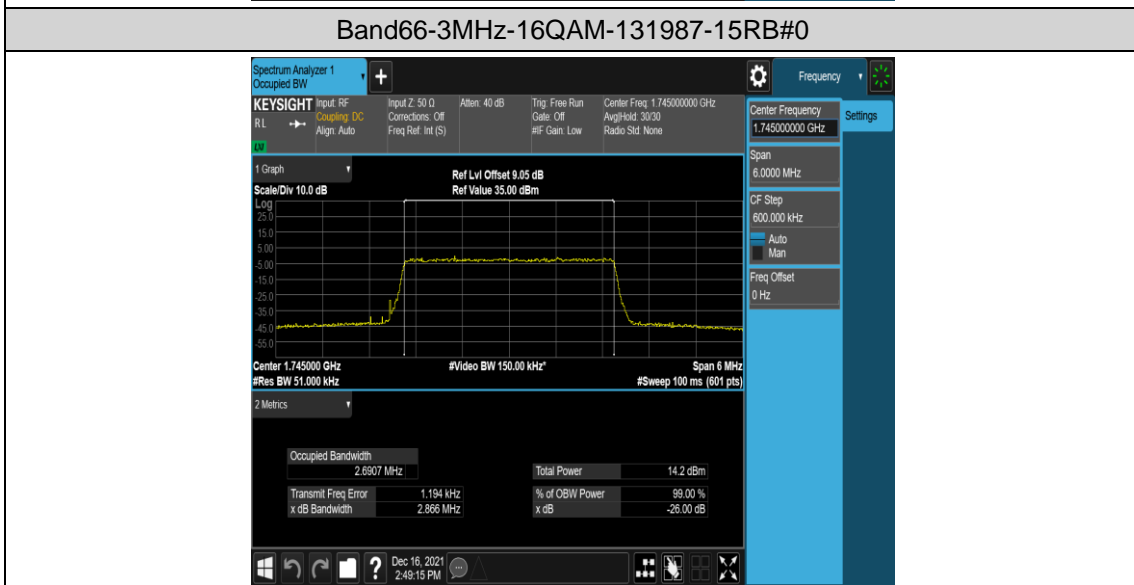 Band66-3MHz-16QAM-131987-15RB#0
Spectrum Analyzer 1
Occupied BW
+
Frequency
KEYSIGHT
RL
Input: RF
Coupling: DC
Align: Auto
Input Z: 50 Ω
Corrections: Off
Freq Ref: Int (S)
Atten: 40 dB
Trig: Free Run
Gate: Off
#IF Gain: Low
Center Freq: 1.745000000 GHz
Avg|Hold: 30/30
Radio Std: None
Center Frequency
1.745000000 GHz
Settings
Span
6.0000 MHz
CF Step
600.000 kHz
Auto
Man
Freq Offset
0 Hz
1 Graph
Scale/Div 10.0 dB
Ref Lvl Offset 9.05 dB
Ref Value 35.00 dBm
Log
25.0
15.0
5.00
-5.00
-15.0
-25.0
-35.0
-45.0
-55.0
Center 1.745000 GHz
#Video BW 150.00 kHz*
Span 6 MHz
#Res BW 51.000 kHz
#Sweep 100 ms (601 pts)
2 Metrics
Occupied Bandwidth
2.6907 MHz
Total Power 14.2 dBm
Transmit Freq Error 1.194 kHz
% of OBW Power 99.00 %
x dB Bandwidth 2.866 MHz
x dB -26.00 dB
?
Dec 16, 2021
2:49:15 PM